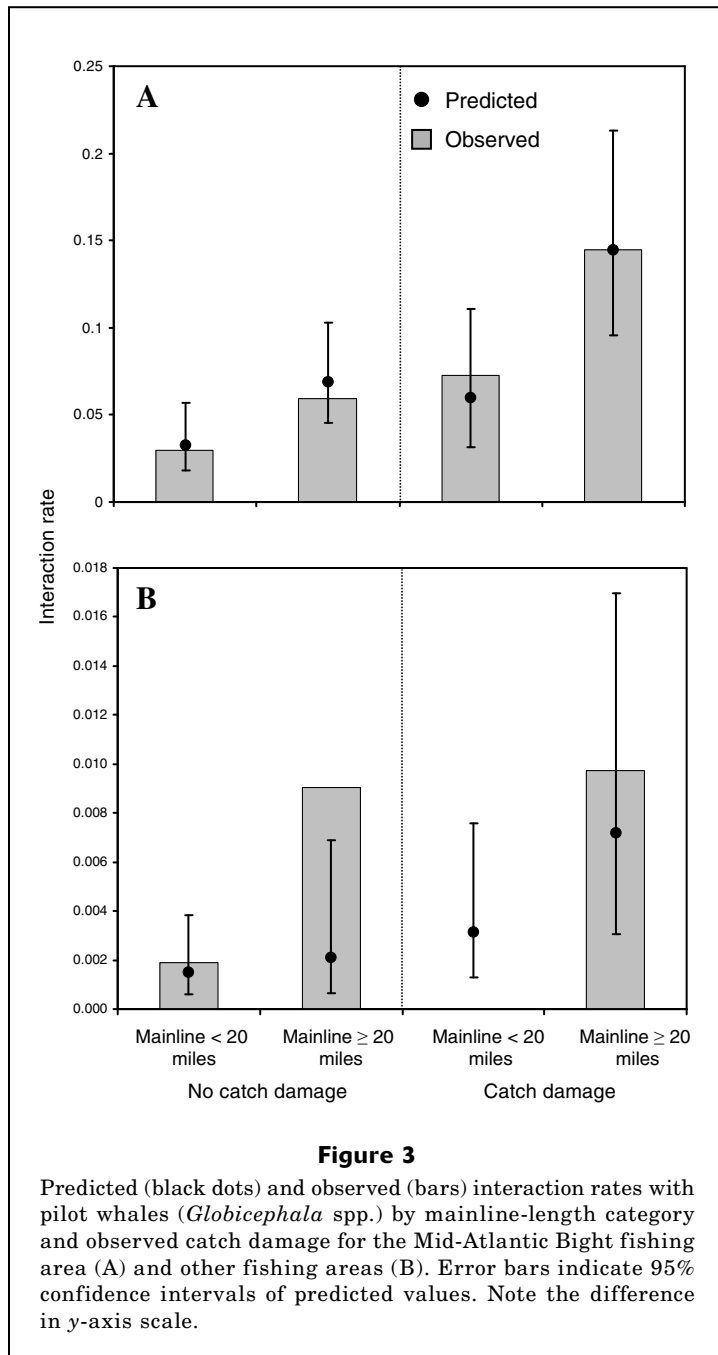 0.25
A
Predicted
Observed
0.2
0.15
0.1
0.05
0
Interaction rate
0.018
B
0.016
0.014
0.012
0.010
0.008
0.006
0.004
0.002
0.000
Mainline < 20 miles
Mainline ≥ 20 miles
Mainline < 20 miles
Mainline ≥ 20 miles
No catch damage
Catch damage
Figure 3
Predicted (black dots) and observed (bars) interaction rates with
pilot whales (Globicephala spp.) by mainline-length category
and observed catch damage for the Mid-Atlantic Bight fishing
area (A) and other fishing areas (B). Error bars indicate 95%
confidence intervals of predicted values. Note the difference
in y-axis scale.